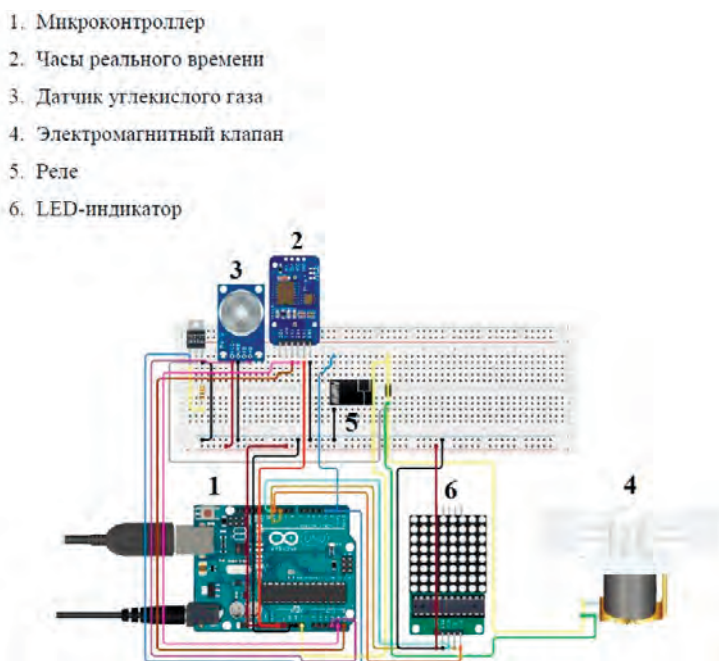 1. Микроконтроллер
2. Часы реального времени
3. Датчик углекислого газа
4. Электромагнитный клапан
5. Реле
6. LED-индикатор
2
3
5
1
6
4